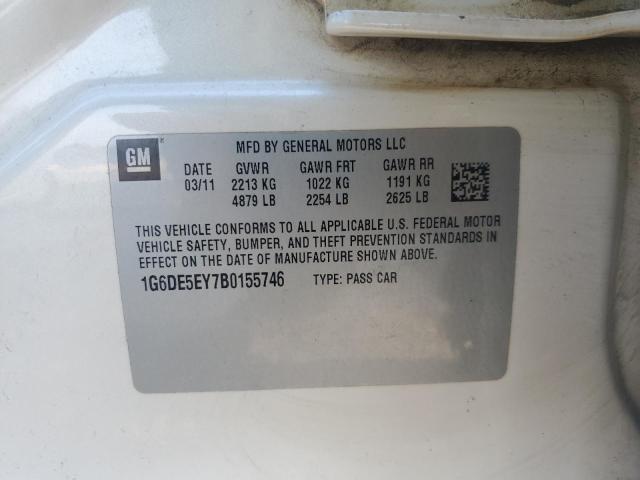 GM
MFD BY GENERAL MOTORS LLC
DATE GVWR GAWR FRT GAWR RR
03/11 2213 KG 1022 KG 1191 KG
4879 LB 2254 LB 2625 LB
THIS VEHICLE CONFORMS TO ALL APPLICABLE U.S. FEDERAL MOTOR
VEHICLE SAFETY, BUMPER, AND THEFT PREVENTION STANDARDS IN
EFFECT ON THE DATE OF MANUFACTURE SHOWN ABOVE.
1G6DE5EY7B0155746 TYPE: PASS CAR